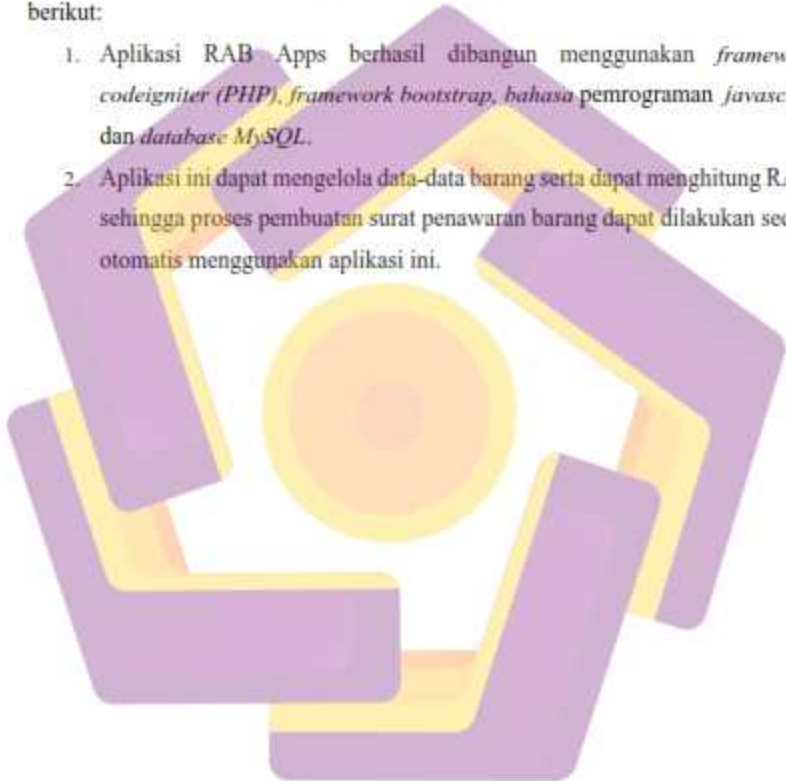 berikut:
1. Aplikasi RAB Apps berhasil dibangun menggunakan framew
codeigniter (PHP), framework bootstrap, bahasa pemrograman javasc
dan database MySQL.
2. Aplikasi ini dapat mengelola data-data barang serta dapat menghitung RA
sehingga proses pembuatan surat penawaran barang dapat dilakukan sec
otomatis menggunakan aplikasi ini.